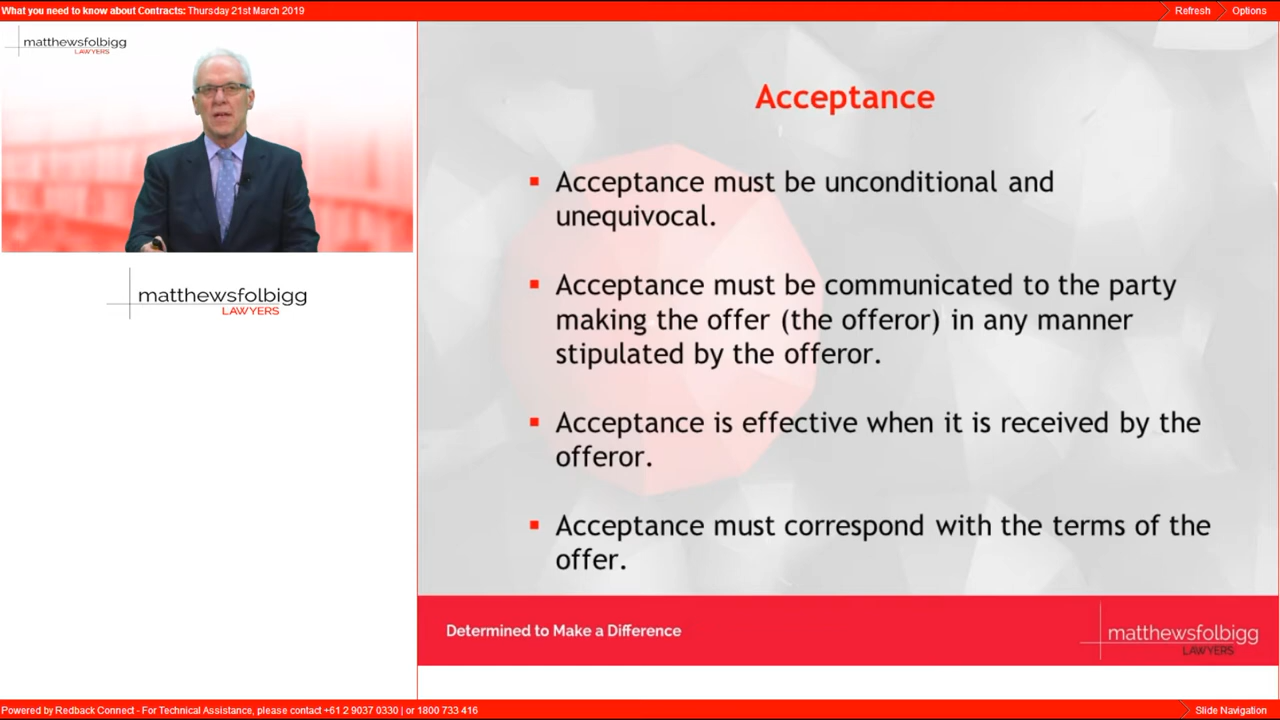 What you need to know about Contracts: Thursday 21st March 2019
Refresh
Options
matthewsfolbigg
LAWYERS
matthewsfolbigg
LAWYERS
Acceptance
Acceptance must be unconditional and
unequivocal.
Acceptance must be communicated to the party
making the offer (the offeror) in any manner
stipulated by the offeror.
Acceptance is effective when it is received by the
offeror.
Acceptance must correspond with the terms of the
offer.
Determined to Make a Difference
matthewsfolbigg
LAWYERS
Powered by Redback Connect - For Technical Assistance, please contact +61 2 9037 0330 | or 1800 733 416
Slide Navigation